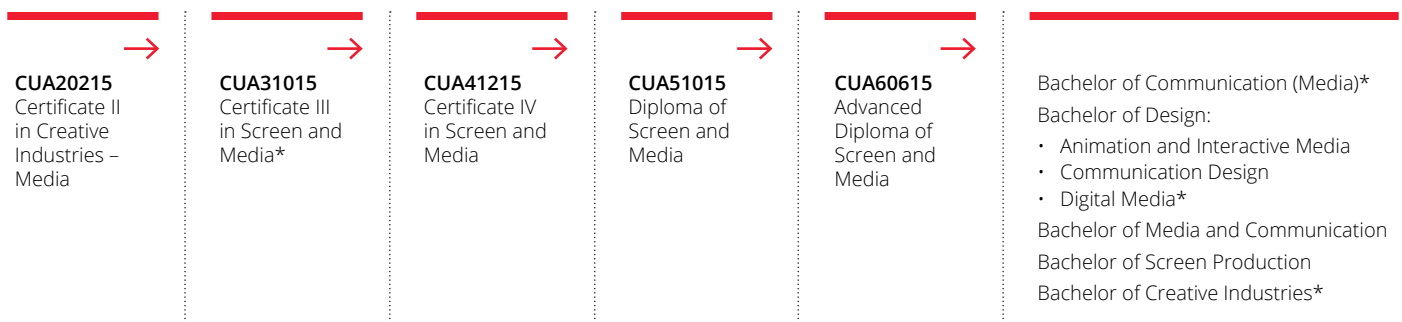 CUA20215
Certificate II
in Creative
Industries –
Media
CUA31015
Certificate III
in Screen and
Media*
CUA41215
Certificate IV
in Screen and
Media
CUA51015
Diploma of
Screen and
Media
CUA60615
Advanced
Diploma of
Screen and
Media
Bachelor of Communication (Media)*
Bachelor of Design:
• Animation and Interactive Media
• Communication Design
• Digital Media*
Bachelor of Media and Communication
Bachelor of Screen Production
Bachelor of Creative Industries*